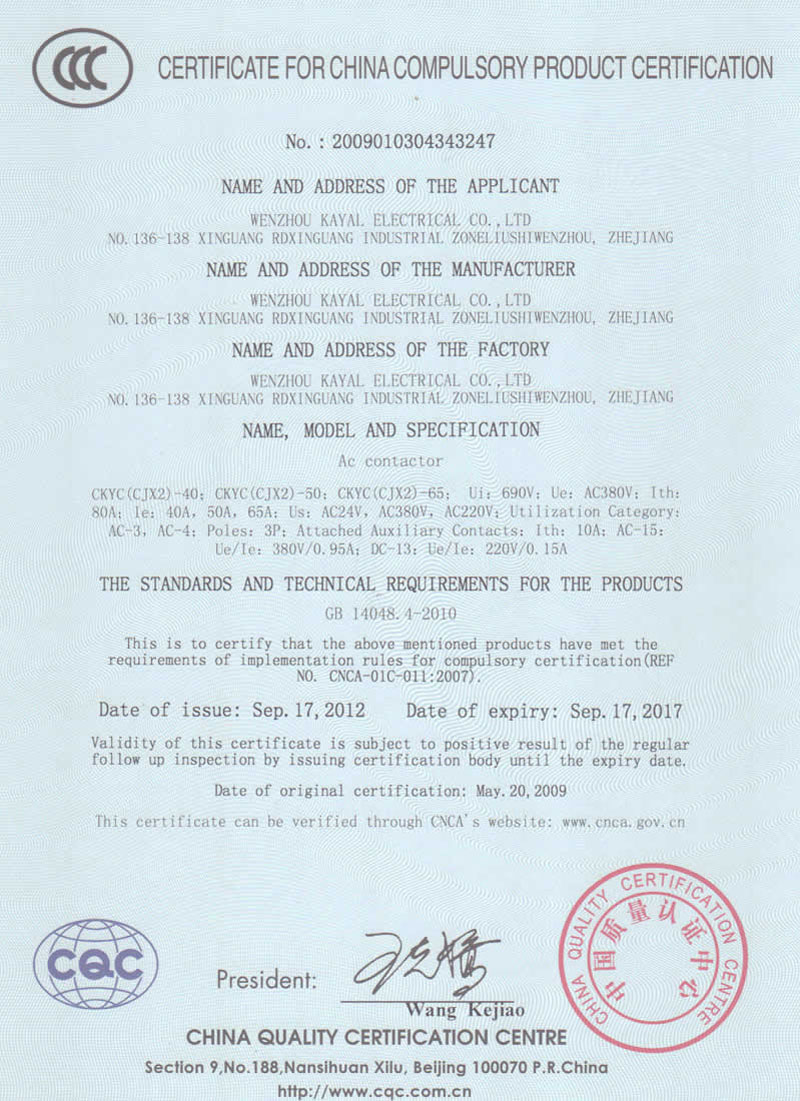 CCC
CERTIFICATE FOR CHINA COMPULSORY PRODUCT CERTIFICATION
No. : 2009010304343247
NAME AND ADDRESS OF THE APPLICANT
WENZHOU KAYAL ELECTRICAL CO., LTD
NO. 136-138 XINGUANG RDXINGUANG INDUSTRIAL ZONELIUSHIWENZHOU, ZHEJIANG
NAME AND ADDRESS OF THE MANUFACTURER
WENZHOU KAYAL ELECTRICAL CO., LTD
NO. 136-138 XINGUANG RDXINGUANG INDUSTRIAL ZONELIUSHIWENZHOU, ZHEJIANG
NAME AND ADDRESS OF THE FACTORY
WENZHOU KAYAL ELECTRICAL CO., LTD
NO. 136-138 XINGUANG RDXINGUANG INDUSTRIAL ZONELIUSHIWENZHOU, ZHEJIANG
NAME, MODEL AND SPECIFICATION
Ac contactor
CKYC(CJX2)-40; CKYC(CJX2)-50; CKYC(CJX2)-65; Ui: 690V; Ue: AC380V; Ith:
80A; Ie: 40A, 50A, 65A; Us: AC24V, AC380V, AC220V; Utilization Category:
AC-3, AC-4; Poles: 3P; Attached Auxiliary Contacts: Ith: 10A; AC-15:
Ue/Ie: 380V/0.95A; DC-13: Ue/Ie: 220V/0.15A
THE STANDARDS AND TECHNICAL REQUIREMENTS FOR THE PRODUCTS
GB 14048.4-2010
This is to certify that the above mentioned products have met the
requirements of implementation rules for compulsory certification(REF
NO. CNCA-01C-011:2007).
Date of issue: Sep. 17, 2012 Date of expiry: Sep. 17, 2017
Validity of this certificate is subject to positive result of the regular
follow up inspection by issuing certification body until the expiry date.
Date of original certification: May. 20, 2009
This certificate can be verified through CNCA's website: www.cnca.gov.cn
CHINA QUALITY CERTIFICATION CENTRE
中国质量认证中心
CQC
President:
Wang Kejiao
CHINA QUALITY CERTIFICATION CENTRE
Section 9,No.188,Nansihuan Xilu, Beijing 100070 P.R.China
http://www.cqc.com.cn